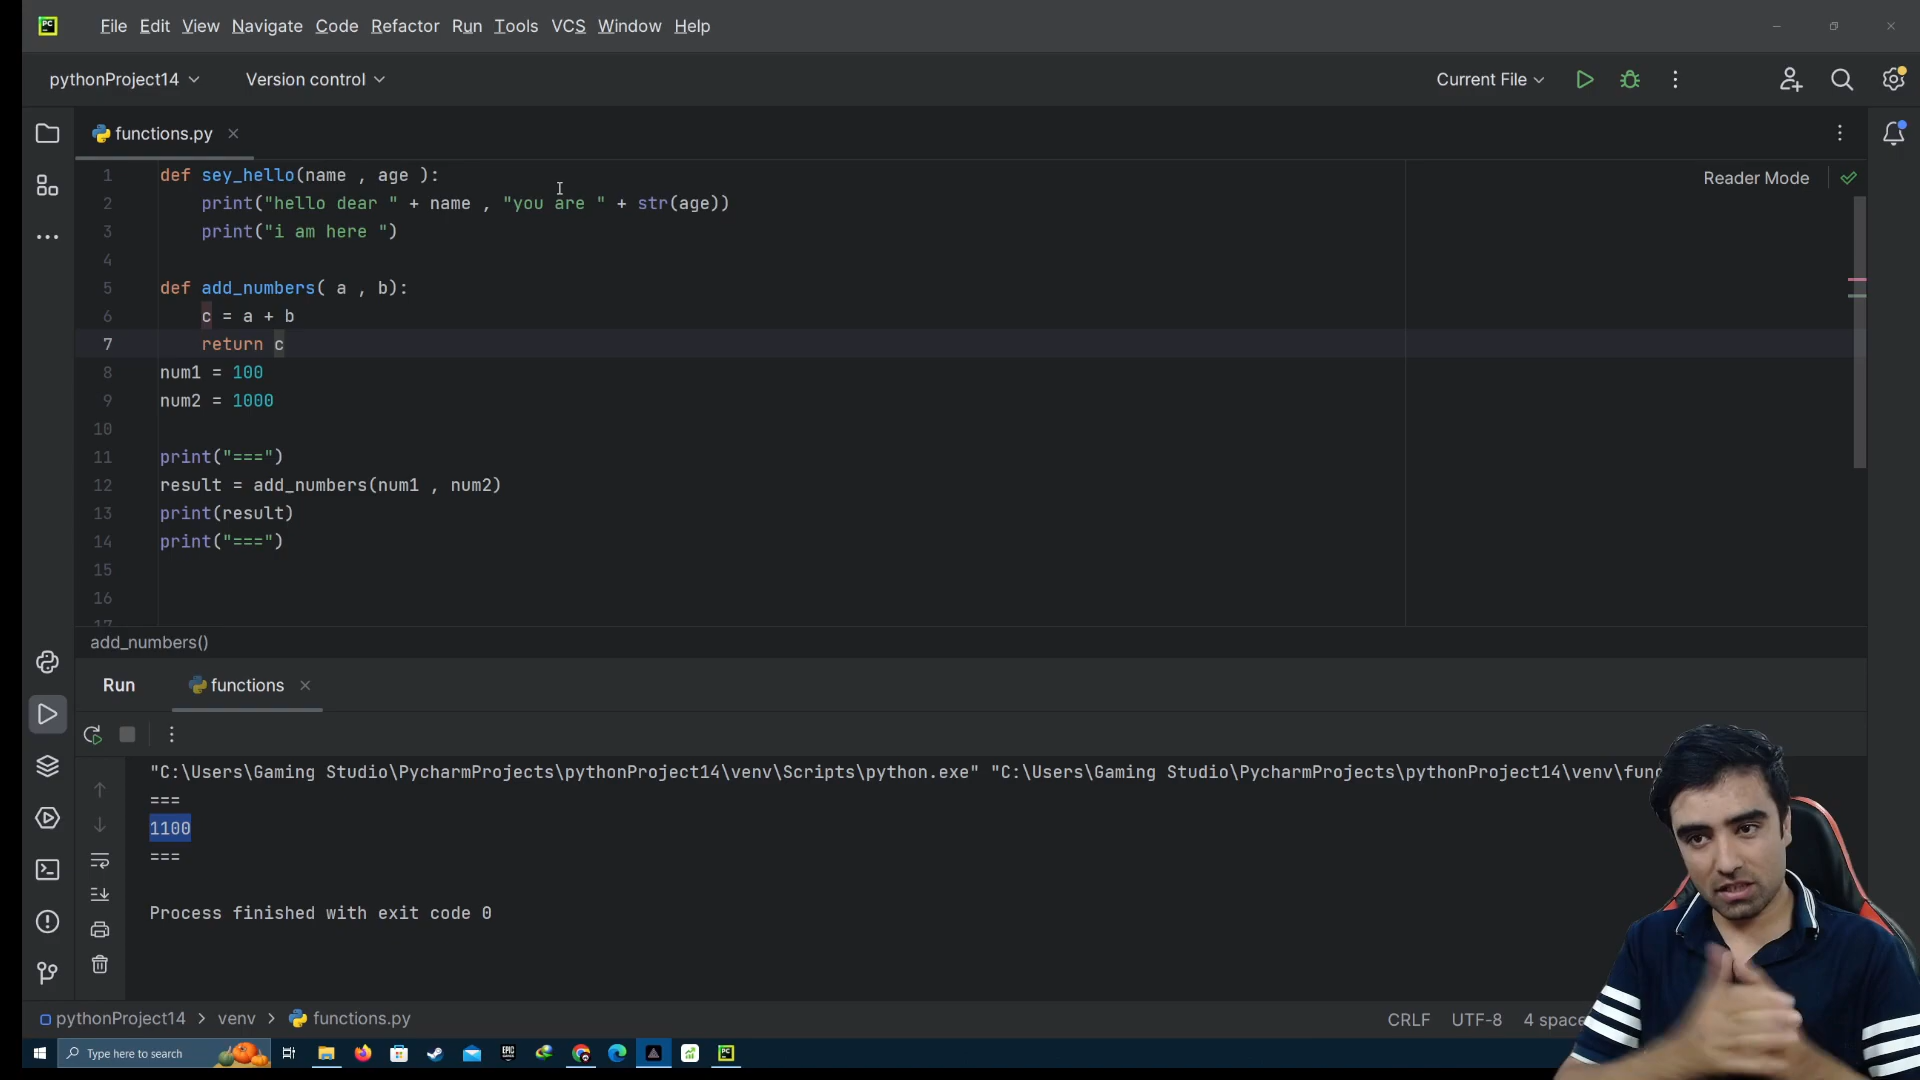 File Edit View Navigate Code Refactor Run Tools VCS Window Help
pythonProject14 Version control Current File
functions.py
Reader Mode
1 def sey_hello(name , age ):
2 print("hello dear " + name , "you are " + str(age))
3 print("i am here ")
4
5 def add_numbers( a , b):
6 c = a + b
7 return c
8 num1 = 100
9 num2 = 1000
10
11 print("===")
12 result = add_numbers(num1 , num2)
13 print(result)
14 print("===")
15
16
17
add_numbers()
Run functions
"C:\Users\Gaming Studio\PycharmProjects\pythonProject14\venv\Scripts\python.exe" "C:\Users\Gaming Studio\PycharmProjects\pythonProject14\venv\func
===
1100
===
Process finished with exit code 0
pythonProject14 > venv > functions.py CRLF UTF-8 4 space
Type here to search